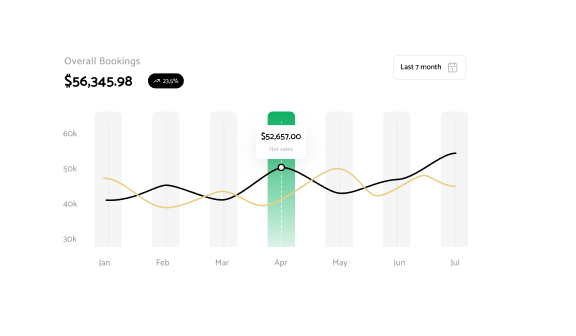 Overall Bookings
$56,345.98
23,5%
Last 7 month
60k
50k
40k
30k
$52,657.00
Net sales
Jan
Feb
Mar
Apr
May
Jun
Jul